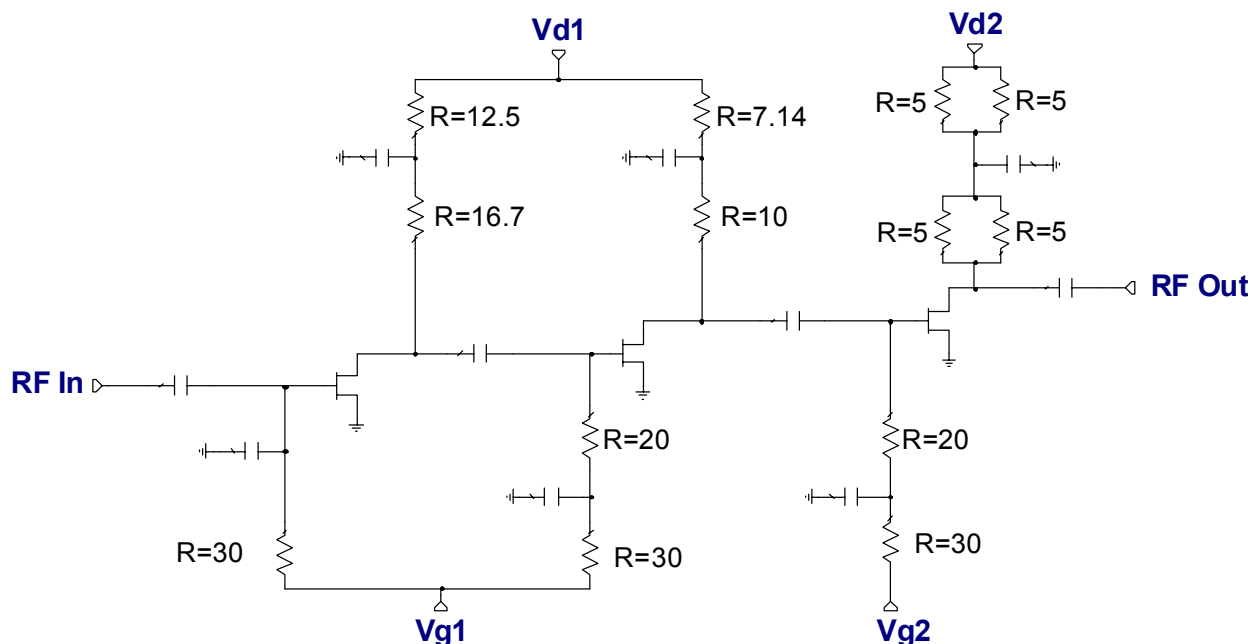 Vd1
Vd2
R=12.5
R=7.14
R=5
R=5
R=16.7
R=10
R=5
R=5
RF Out
RF In
R=20
R=20
R=30
R=30
R=30
Vg1
Vg2